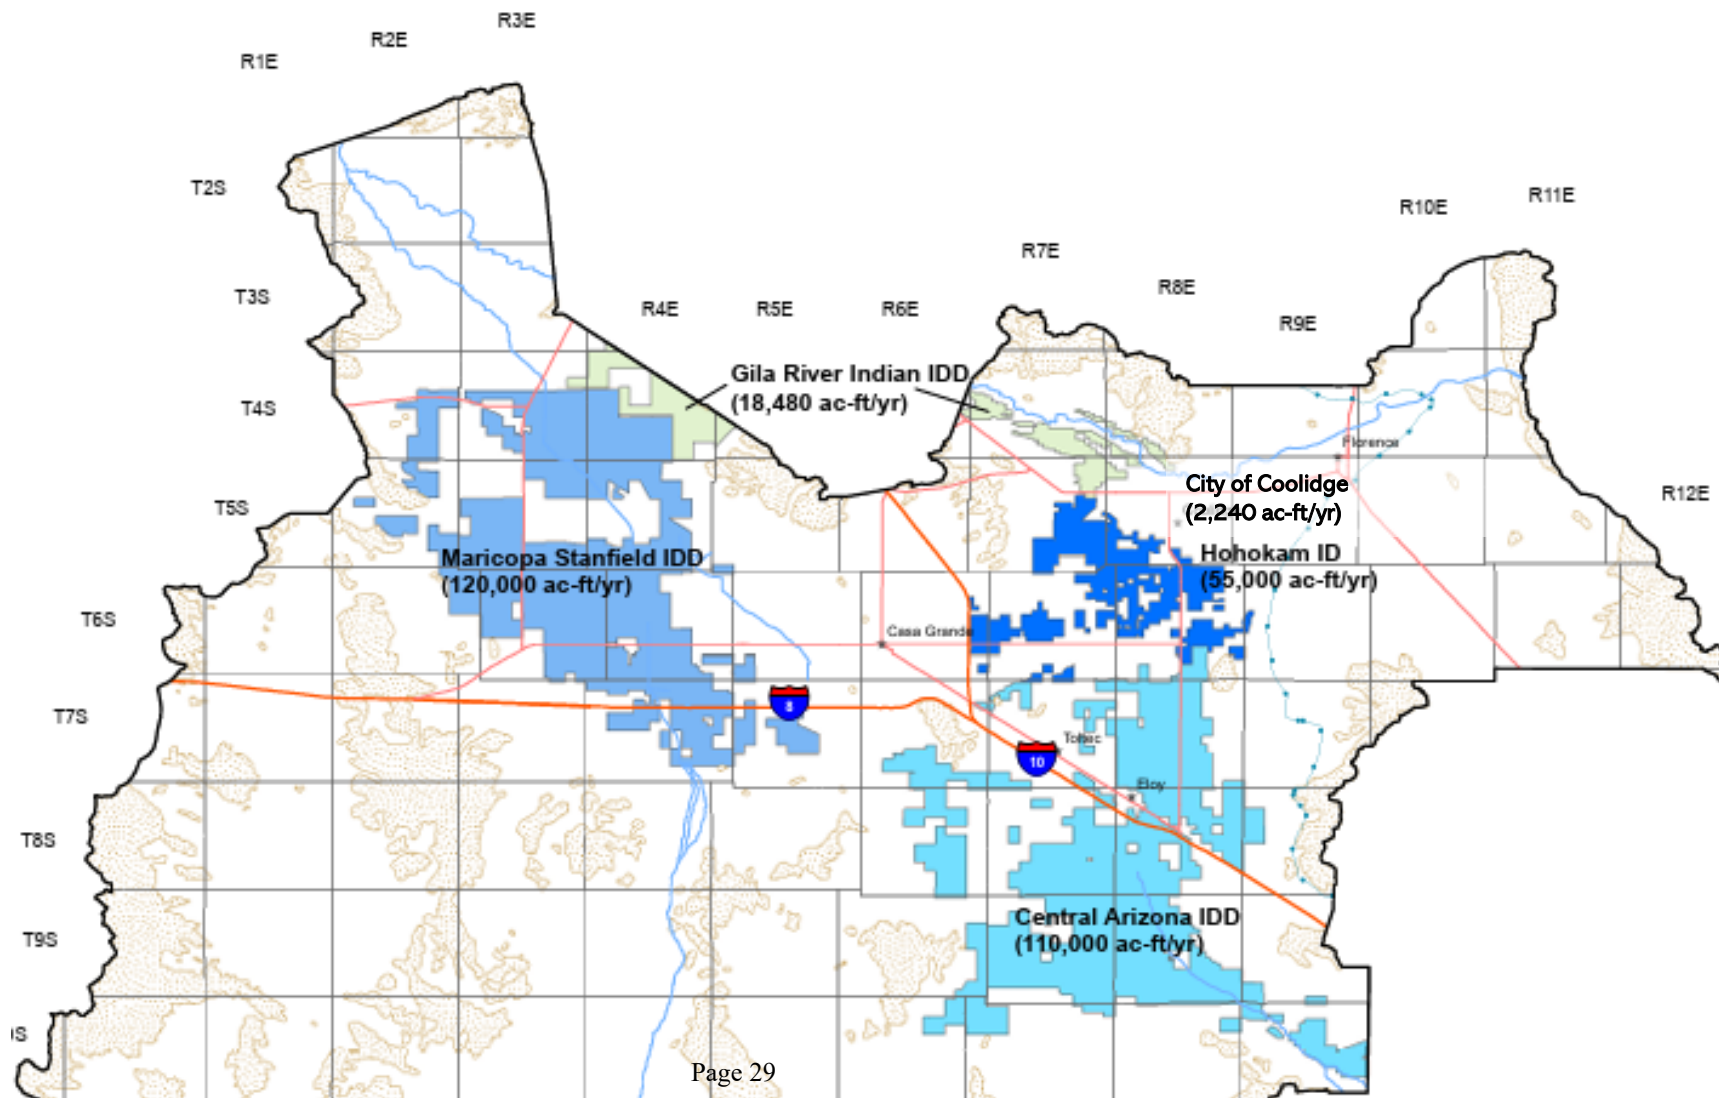 R3E
R2E
R1E
T2S
R11E
R10E
R7E
R8E
T3S
R4E
R5E
R6E
R9E
Gila River Indian IDD
(18,480 ac-ft/yr)
T4S
Florence
City of Coolidge
(2,240 ac-ft/yr)
R12E
T5S
Maricopa Stanfield IDD
(120,000 ac-ft/yr)
Hohokam ID
(55,000 ac-ft/yr)
T6S
Casa Grande
8
T7S
Toltec
10
Eloy
T8S
Central Arizona IDD
(110,000 ac-ft/yr)
T9S
S
Page 29